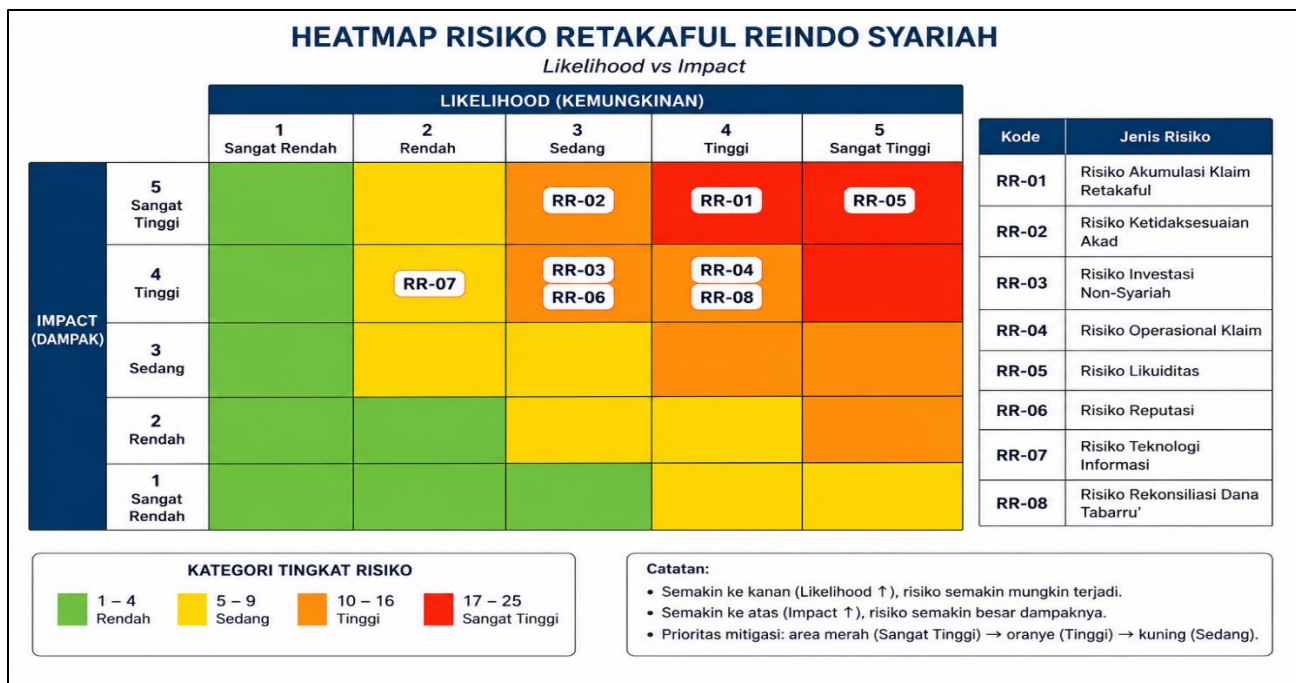 HEATMAP RISIKO RETAKAFUL REINDO SYARIAH
Likelihood vs Impact
LIKELIHOOD (KEMUNGKINAN)
1
Sangat Rendah
2
Rendah
3
Sedang
4
Tinggi
5
Sangat Tinggi
IMPACT
(DAMPAK)
5
Sangat
Tinggi
RR-02
RR-01
RR-05
4
Tinggi
RR-07
RR-03
RR-06
RR-04
RR-08
3
Sedang
2
Rendah
1
Sangat
Rendah
Kode
Jenis Risiko
RR-01
Risiko Akumulasi Klaim
Retakaful
RR-02
Risiko Ketidaksesuaian
Akad
RR-03
Risiko Investasi
Non-Syariah
RR-04
Risiko Operasional Klaim
RR-05
Risiko Likuiditas
RR-06
Risiko Reputasi
RR-07
Risiko Teknologi
Informasi
RR-08
Risiko Rekonsiliasi Dana
Tabarru’
KATEGORI TINGKAT RISIKO
1 – 4
Rendah
5 – 9
Sedang
10 – 16
Tinggi
17 – 25
Sangat Tinggi
Catatan:
• Semakin ke kanan (Likelihood ↑), risiko semakin mungkin terjadi.
• Semakin ke atas (Impact ↑), risiko semakin besar dampaknya.
• Prioritas mitigasi: area merah (Sangat Tinggi) → oranye (Tinggi) → kuning (Sedang).